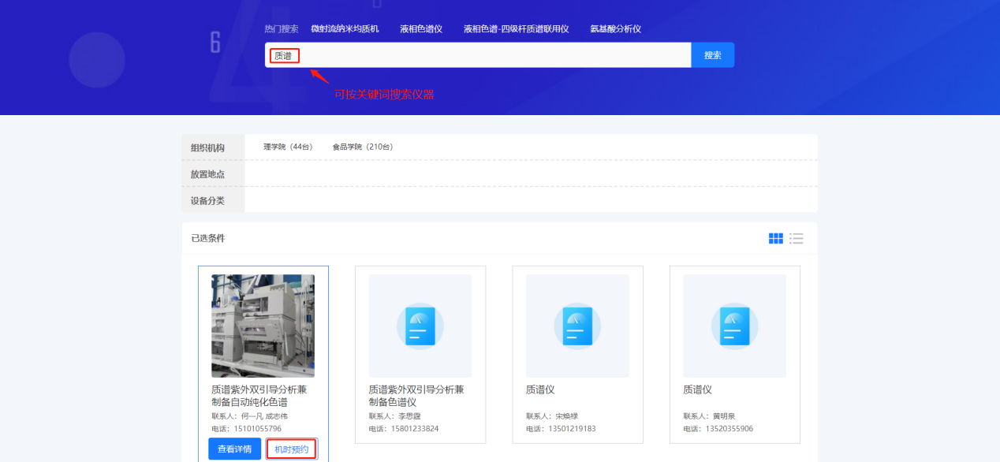 热门搜索 微射流纳米均质机 液相色谱仪 液相色谱-四级杆质谱联用仪 氨基酸分析仪
6
质谱 搜索
可按关键词搜索仪器
组织机构 理学院（44台） 食品学院（210台）
放置地点
设备分类
已选条件
质谱紫外双引导分析兼
制备自动纯化色谱
联系人：何一凡 成志伟
电话：15101055796
查看详情 机时预约
质谱紫外双引导分析兼
制备色谱仪
联系人：李思霆
电话：15801233824
质谱仪
联系人：宋焕禄
电话：13501219183
质谱仪
联系人：黄明泉
电话：13520355906